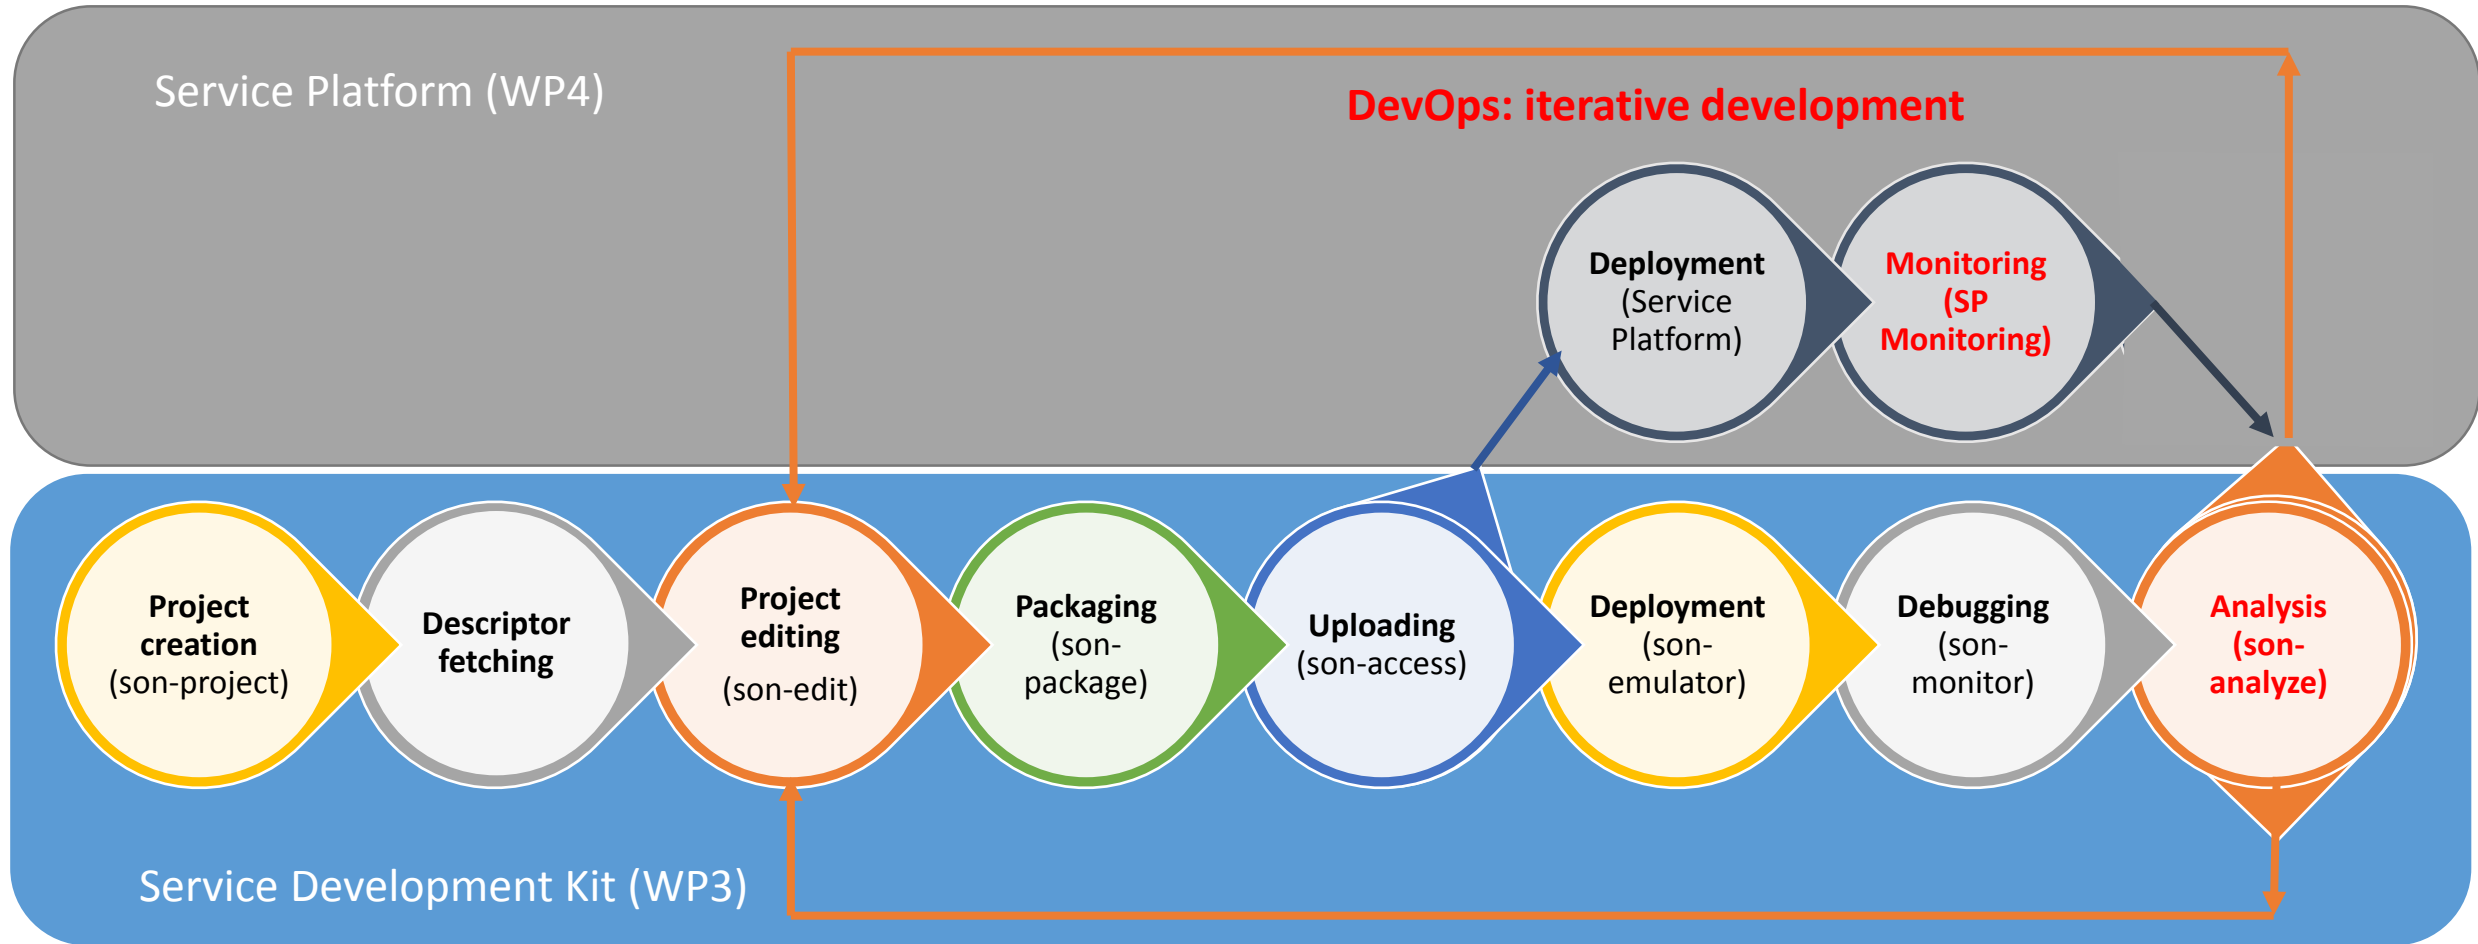 Service Platform (WP4)
DevOps: iterative development
Deployment
(Service
Platform)
Monitoring
(SP
Monitoring)
Project
creation
(son-project)
Descriptor
fetching
Project
editing
(son-edit)
Packaging
(son-
package)
Uploading
(son-access)
Deployment
(son-
emulator)
Debugging
(son-
monitor)
Analysis
(son-
analyze)
Service Development Kit (WP3)